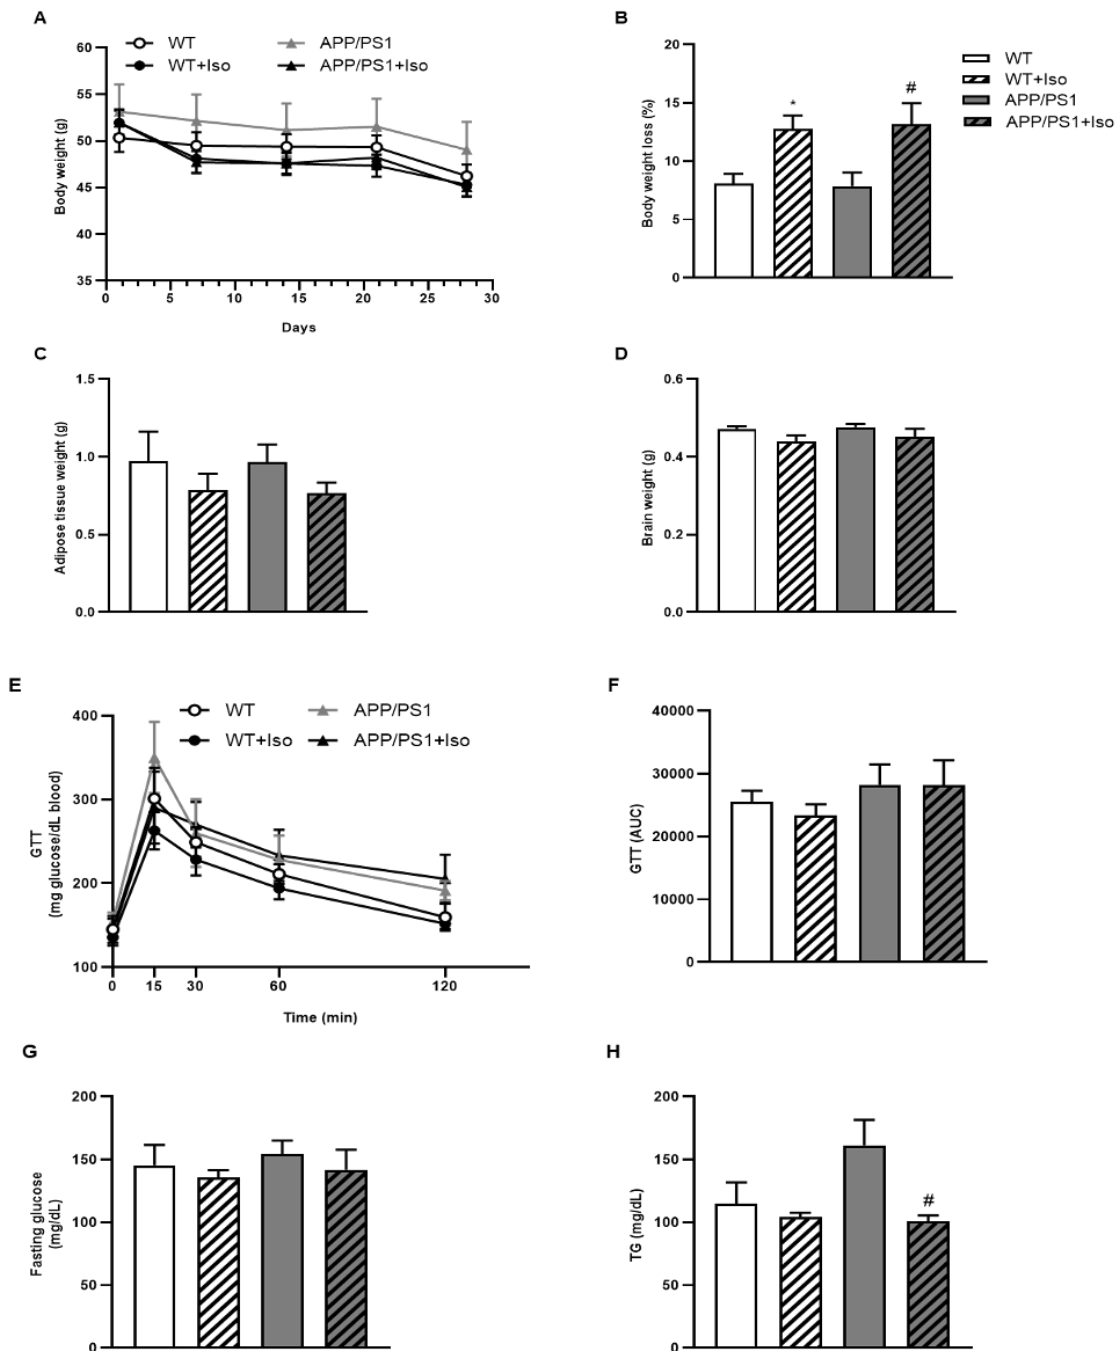 A
WT
APP/PS1
WT+Iso
APP/PS1+Iso
60
55
50
45
40
35
Body weight (g)
0
5
10
15
20
25
30
Days
B
20
15
10
5
0
Body weight loss (%)
*
#
WT
WT+Iso
APP/PS1
APP/PS1+Iso
C
1.5
1.0
0.5
0.0
Adipose tissue weight (g)
D
0.6
0.4
0.2
0.0
Brain weight (g)
E
WT
APP/PS1
WT+Iso
APP/PS1+Iso
400
300
200
100
GTT
(mg glucose/dL blood)
0
15
30
60
120
Time (min)
F
40000
30000
20000
10000
0
GTT (AUC)
G
200
150
100
50
0
Fasting glucose
(mg/dL)
H
200
150
100
50
0
TG (mg/dL)
#